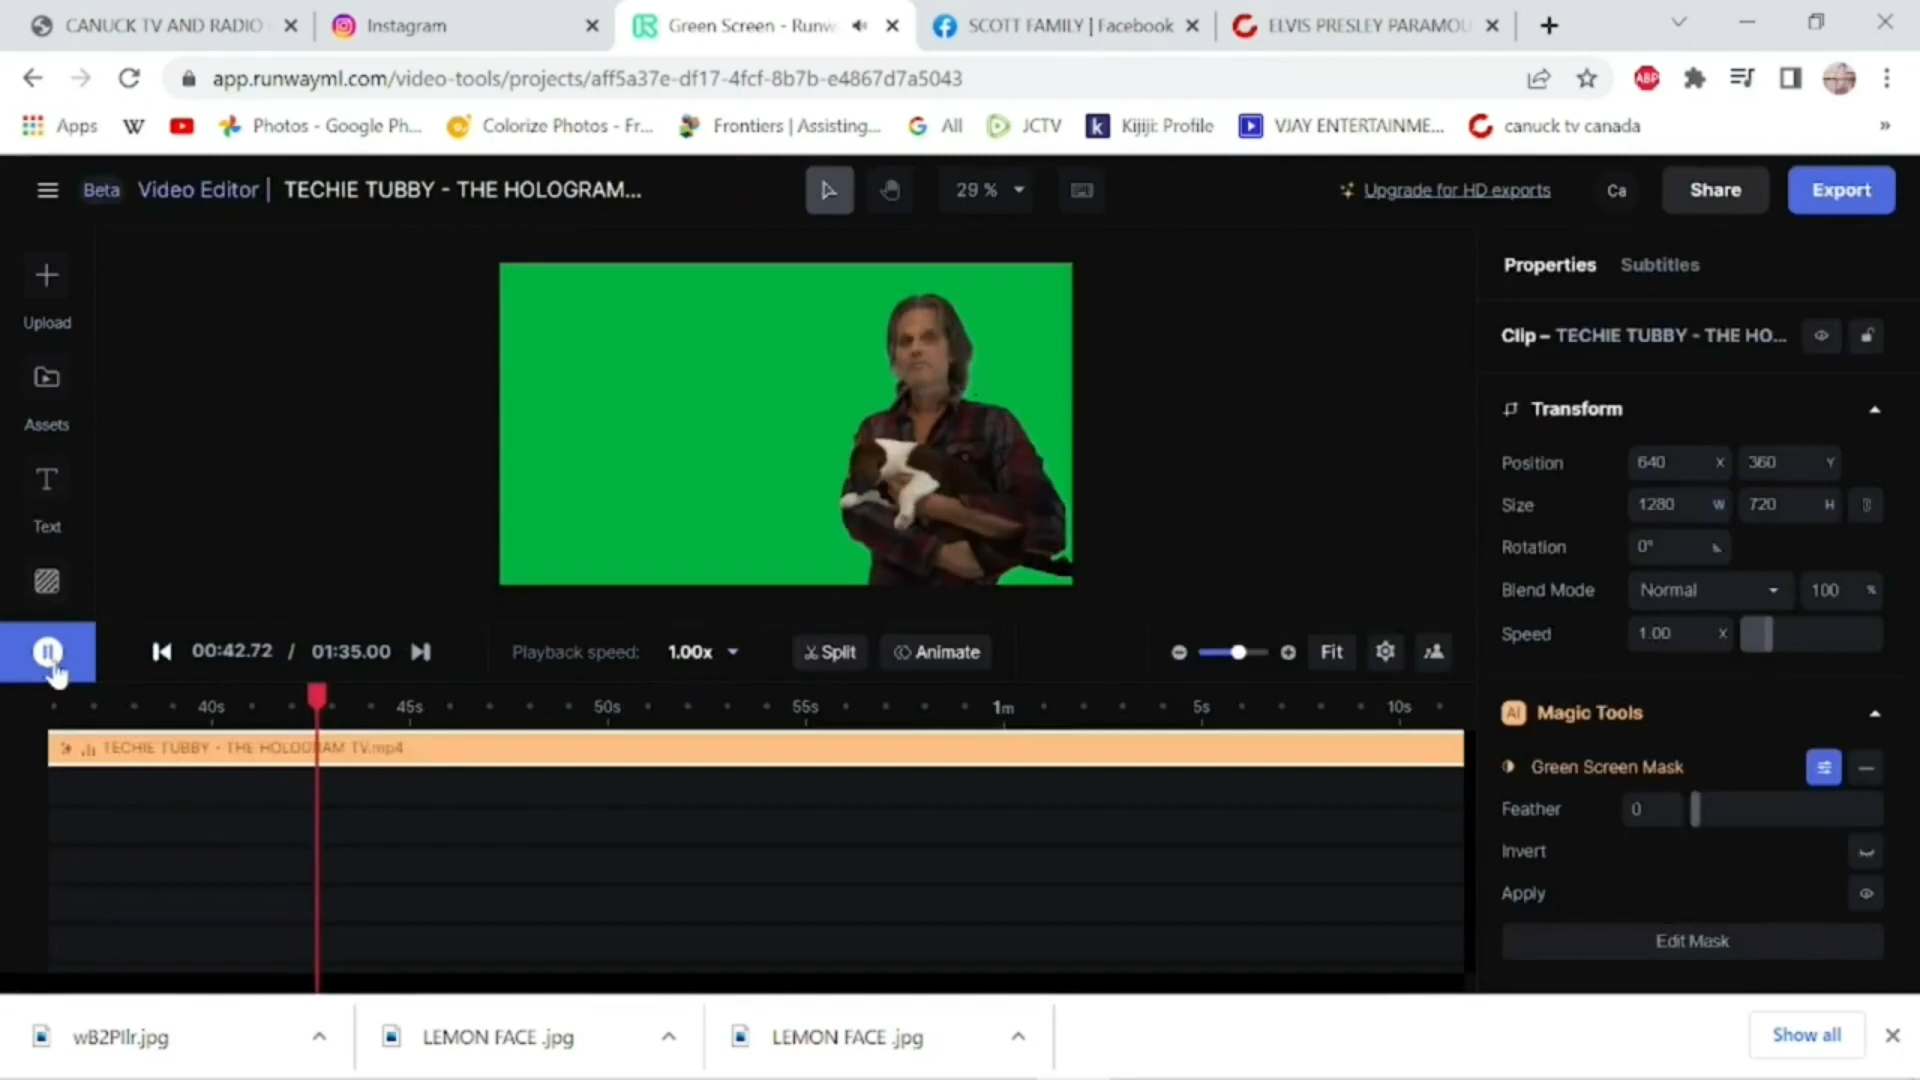 CANUCK TV AND RADIO
Instagram
Green Screen - Runw
SCOTT FAMILY | Facebook
ELVIS PRESLEY PARAMOU
app.runwayml.com/video-tools/projects/aff5a37e-df17-4fcf-8b7b-e4867d7a5043
ABP
Apps
W
Photos - Google Ph...
Colorize Photos - Fr...
Frontiers | Assisting...
All
JCTV
k
Kijiji: Profile
VJAY ENTERTAINME...
canuck tv canada
»
Beta Video Editor | TECHIE TUBBY - THE HOLOGRAM...
29 %
Upgrade for HD exports
Ca
Share
Export
Upload
Assets
Text
Properties Subtitles
Clip – TECHIE TUBBY - THE HO...
Transform
Position 640 X 360 Y
Size 1280 W 720 H
Rotation 0°
Blend Mode Normal 100 %
Speed 1.00 X
00:42.72 / 01:35.00
Playback speed: 1.00x
Split
Animate
Fit
40s 45s 50s 55s 1m 5s 10s
TECHIE TUBBY - THE HOLOGRAM TV.mp4
AI Magic Tools
Green Screen Mask
Feather 0
Invert
Apply
Edit Mask
wB2PIlr.jpg
LEMON FACE .jpg
LEMON FACE .jpg
Show all